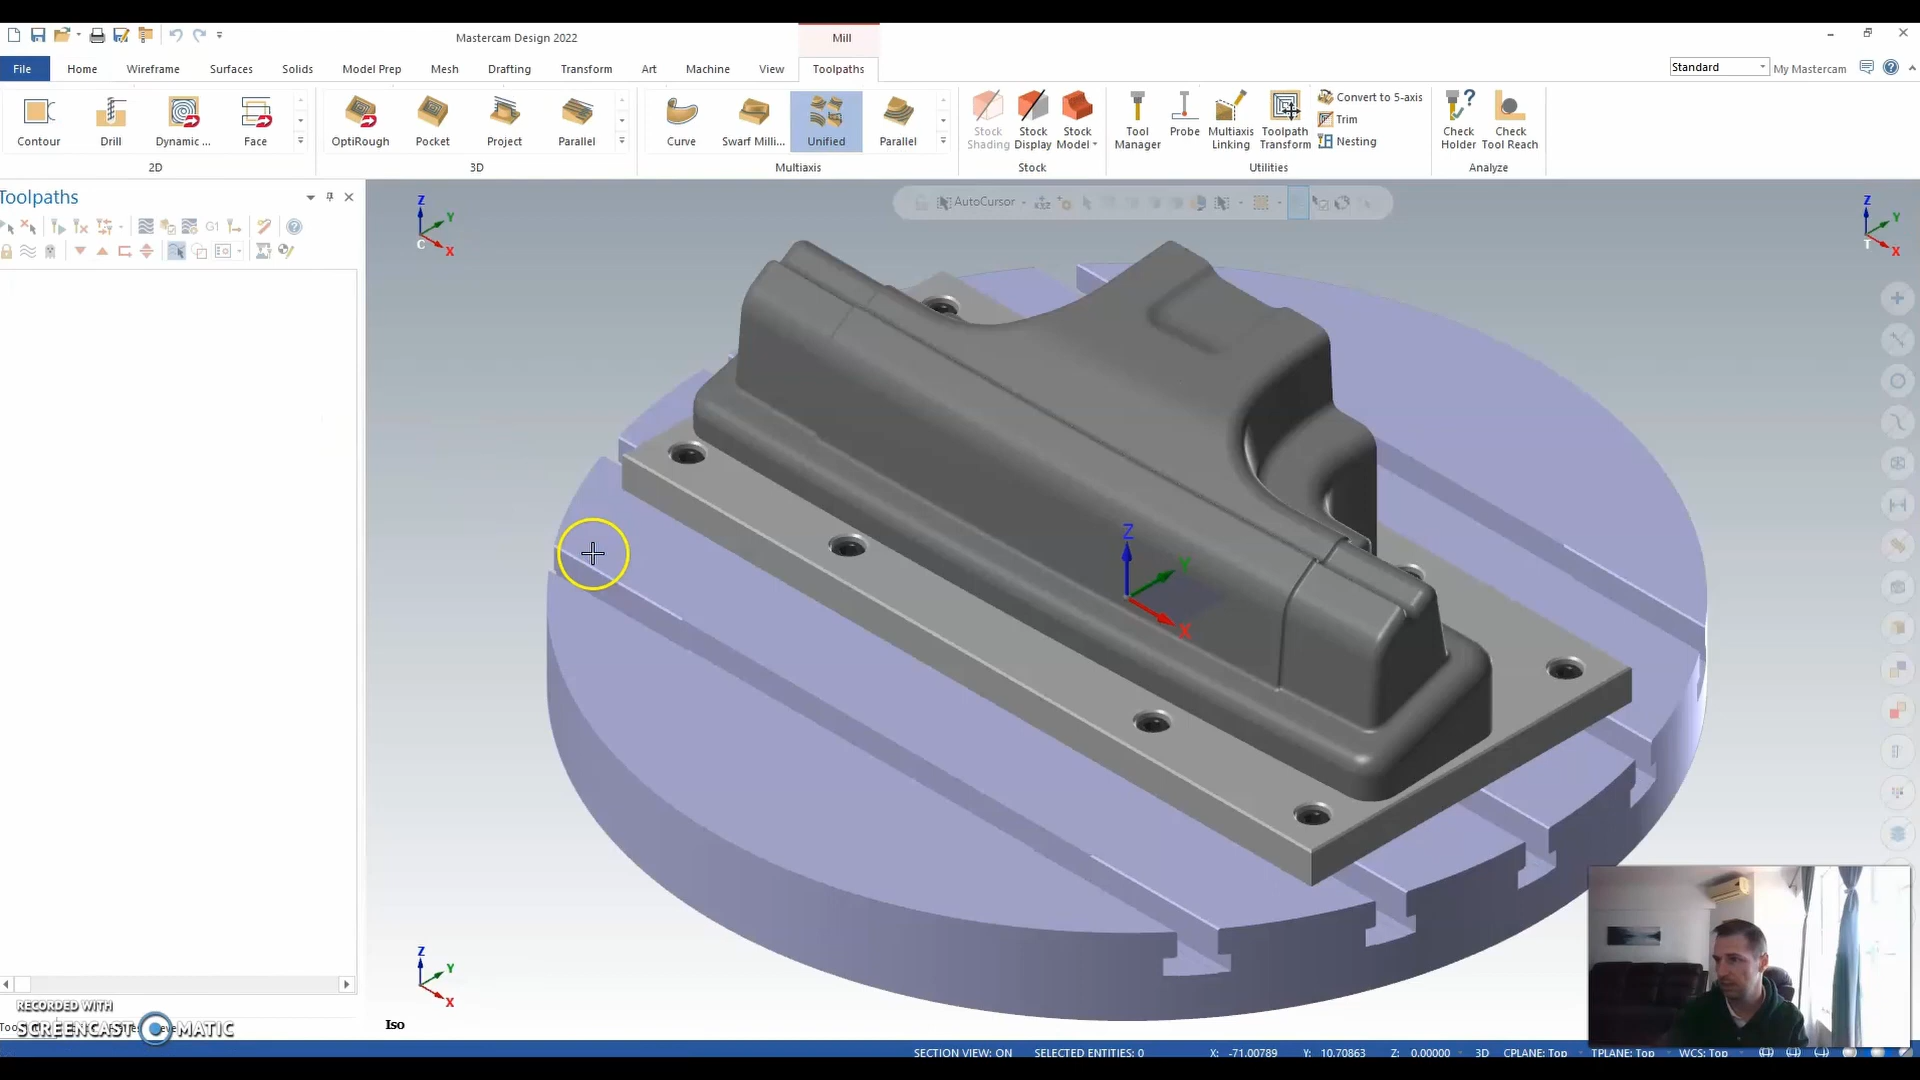 Mastercam Design 2022
Mill
File
Home
Wireframe
Surfaces
Solids
Model Prep
Mesh
Drafting
Transform
Art
Machine
View
Toolpaths
Standard
My Mastercam
Contour
Drill
Dynamic ...
Face
2D
OptiRough
Pocket
Project
Parallel
3D
Curve
Swarf Milli...
Unified
Parallel
Multiaxis
Stock Shading
Stock Display
Stock Model
Stock
Tool Manager
Probe
Multiaxis Linking
Toolpath Transform
Convert to 5-axis
Trim
Nesting
Utilities
Check Holder
Check Tool Reach
Analyze
Toolpaths
G1
AutoCursor
XYZ
Z
Y
X
C
Z
Y
X
T
Z
Y
X
Z
Y
X
Iso
RECORDED WITH
SCREENCAST MATIC
SECTION VIEW: ON
SELECTED ENTITIES: 0
X: -71.00789
Y: 10.70863
Z: 0.00000
3D
CPLANE: Top
TPLANE: Top
WCS: Top